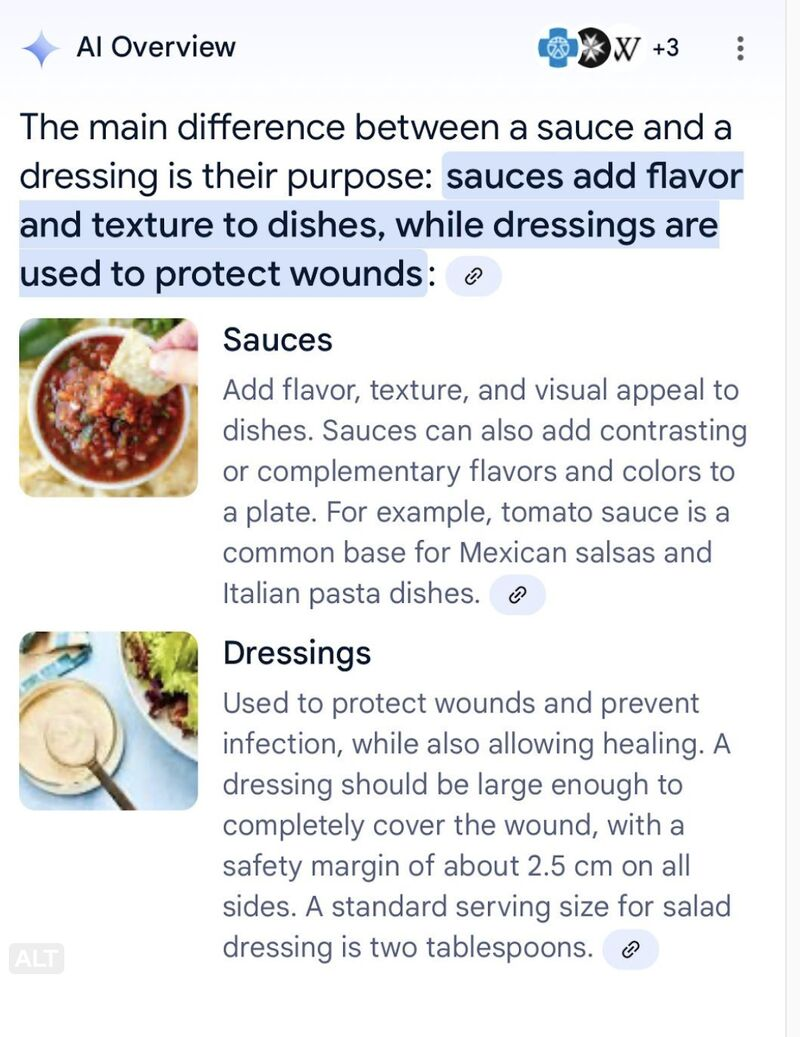 AI Overview
W +3
The main difference between a sauce and a
dressing is their purpose: sauces add flavor
and texture to dishes, while dressings are
used to protect wounds:
Sauces
Add flavor, texture, and visual appeal to
dishes. Sauces can also add contrasting
or complementary flavors and colors to
a plate. For example, tomato sauce is a
common base for Mexican salsas and
Italian pasta dishes.
Dressings
Used to protect wounds and prevent
infection, while also allowing healing. A
dressing should be large enough to
completely cover the wound, with a
safety margin of about 2.5 cm on all
sides. A standard serving size for salad
dressing is two tablespoons.
ALT